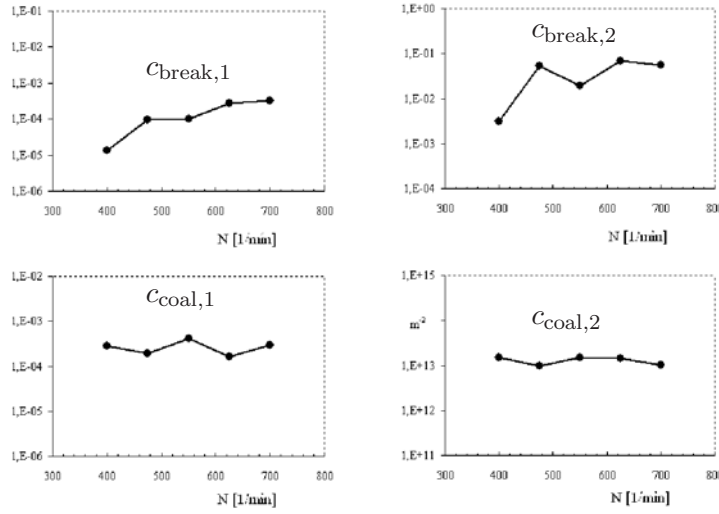 1,E-01
1,E-02
1,E-03
1,E-04
1,E-05
1,E-06
c_break,1
300 400 500 600 700 800
N [1/min]
1,E+00
1,E-01
1,E-02
1,E-03
1,E-04
c_break,2
300 400 500 600 700 800
N [1/min]
1,E-02
1,E-03
1,E-04
1,E-05
1,E-06
c_coal,1
300 400 500 600 700 800
N [1/min]
1,E+15
m⁻²
1,E+13
1,E+12
1,E+11
c_coal,2
300 400 500 600 700 800
N [1/min]